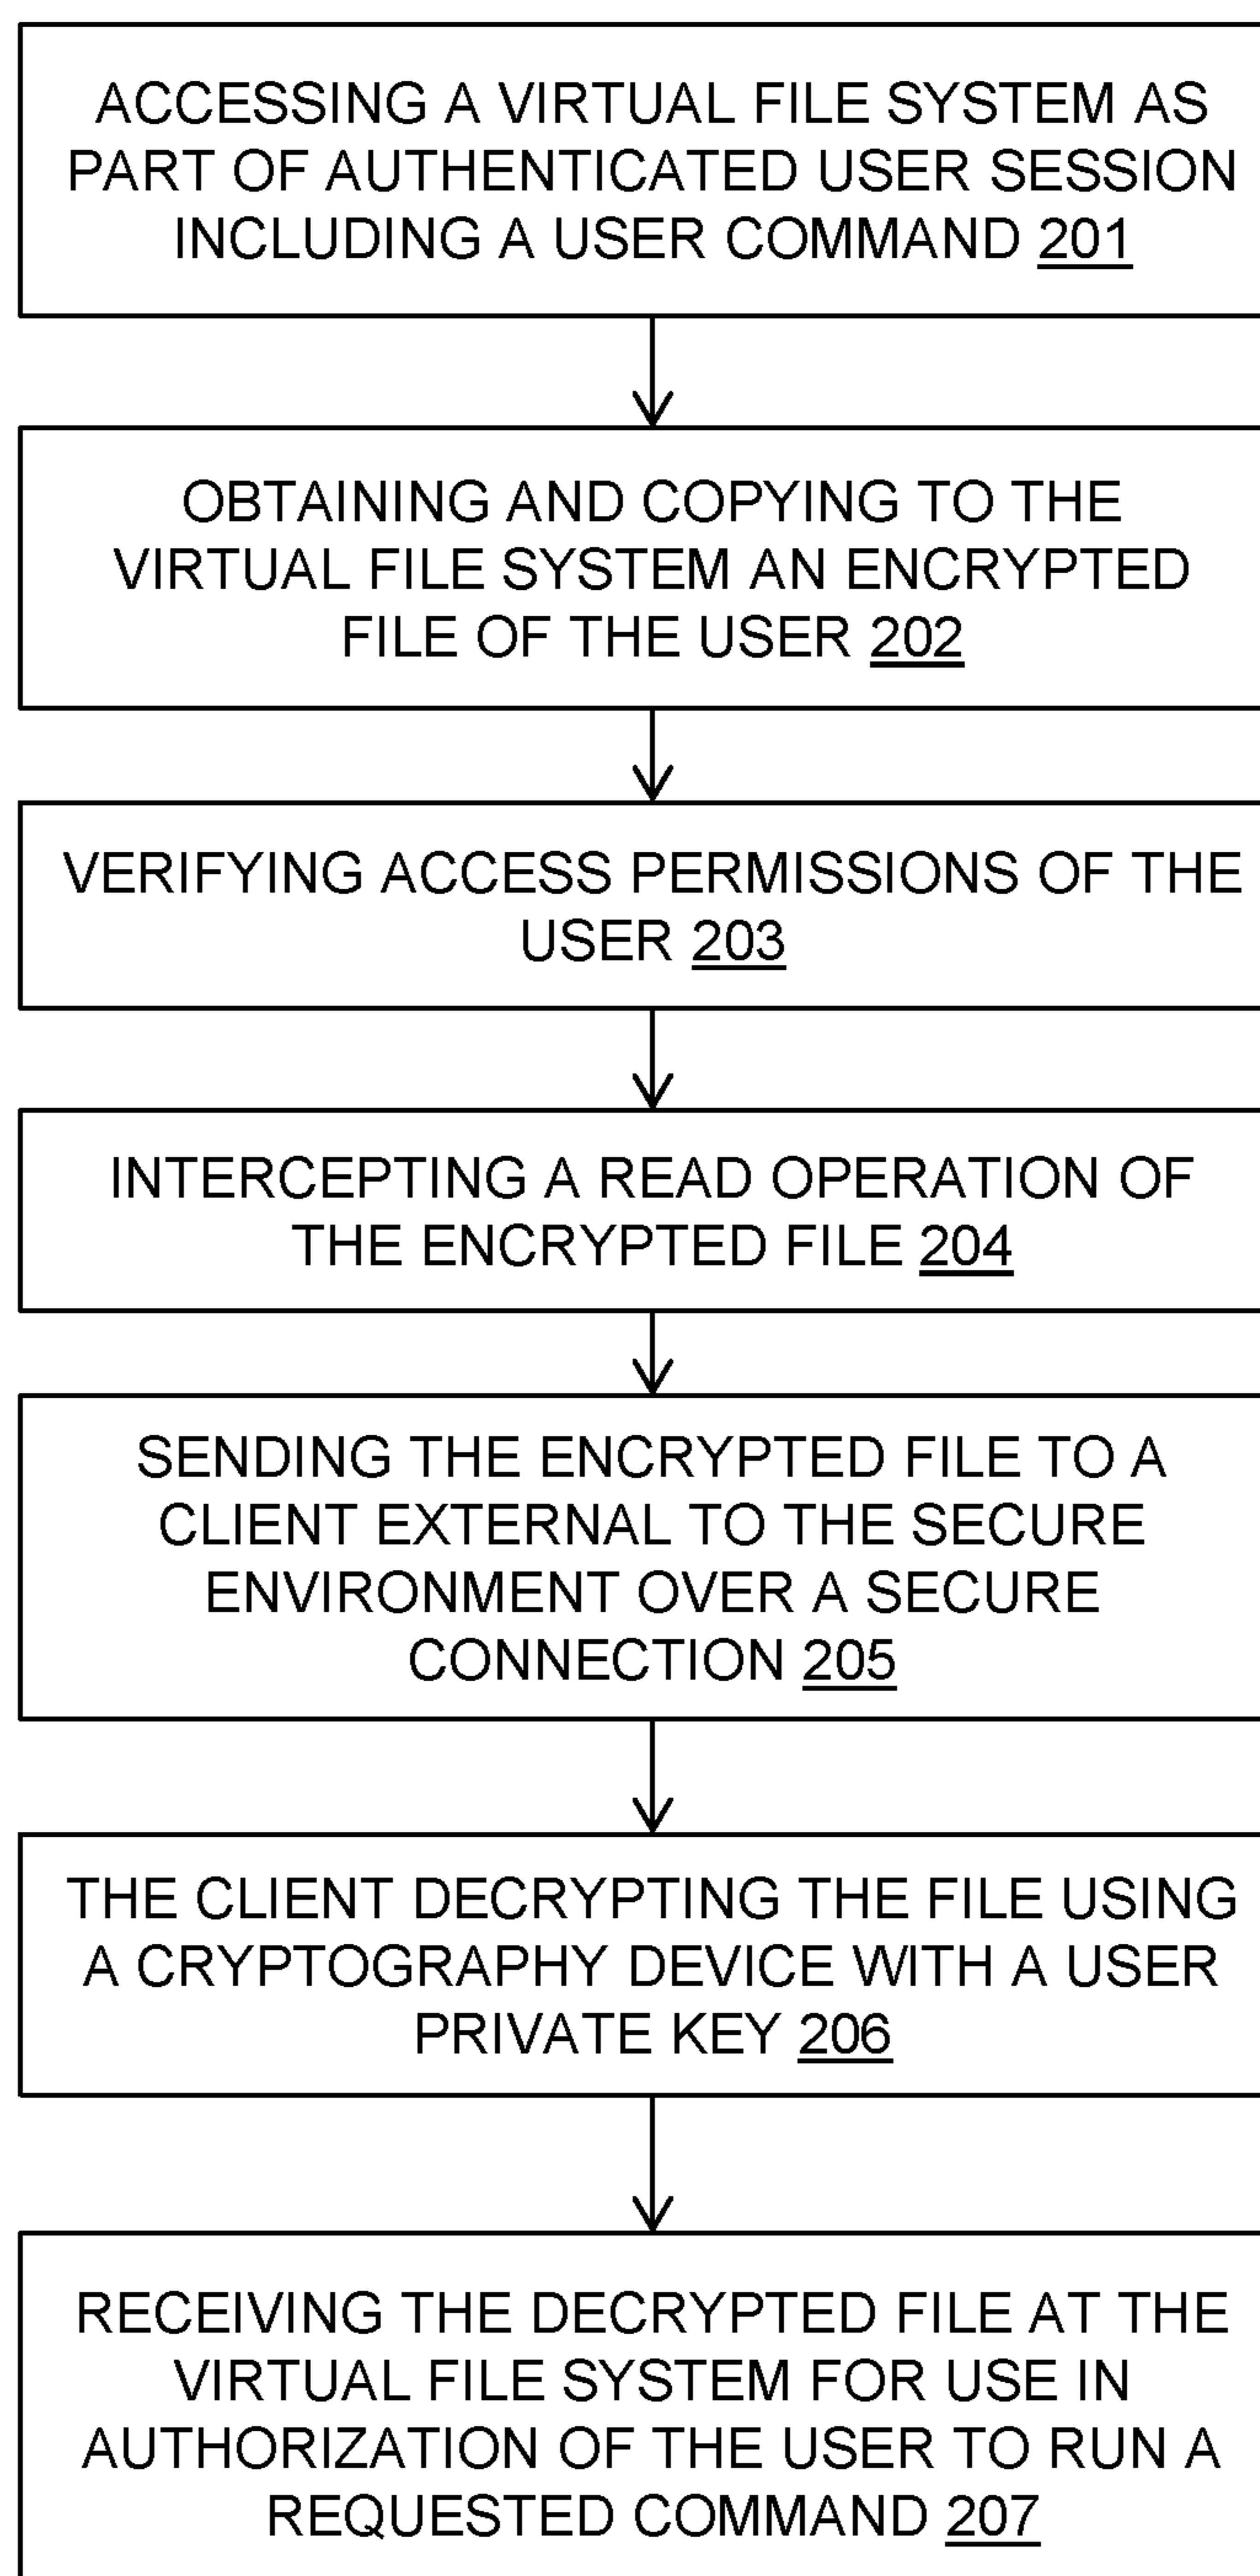 ACCESSING A VIRTUAL FILE SYSTEM AS
PART OF AUTHENTICATED USER SESSION
INCLUDING A USER COMMAND 201
OBTAINING AND COPYING TO THE
VIRTUAL FILE SYSTEM AN ENCRYPTED
FILE OF THE USER 202
VERIFYING ACCESS PERMISSIONS OF THE
USER 203
INTERCEPTING A READ OPERATION OF
THE ENCRYPTED FILE 204
SENDING THE ENCRYPTED FILE TO A
CLIENT EXTERNAL TO THE SECURE
ENVIRONMENT OVER A SECURE
CONNECTION 205
THE CLIENT DECRYPTING THE FILE USING
A CRYPTOGRAPHY DEVICE WITH A USER
PRIVATE KEY 206
RECEIVING THE DECRYPTED FILE AT THE
VIRTUAL FILE SYSTEM FOR USE IN
AUTHORIZATION OF THE USER TO RUN A
REQUESTED COMMAND 207